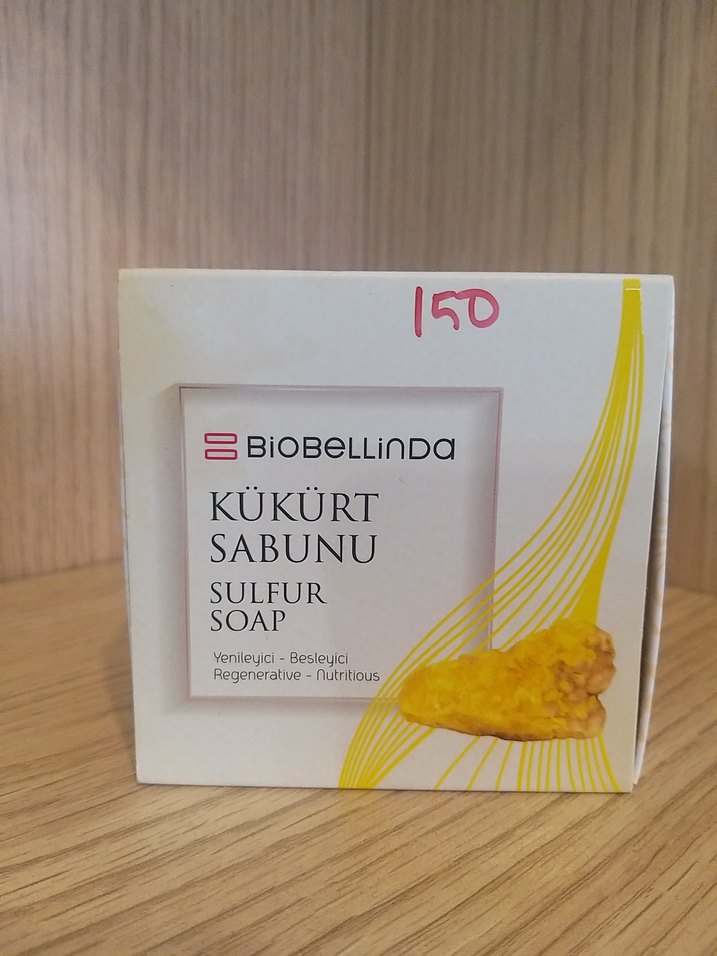 150
BiOBeLLiNDa
KÜKÜRT
SABUNU
SULFUR
SOAP
Yenileyici - Besleyici
Regenerative - Nutritious